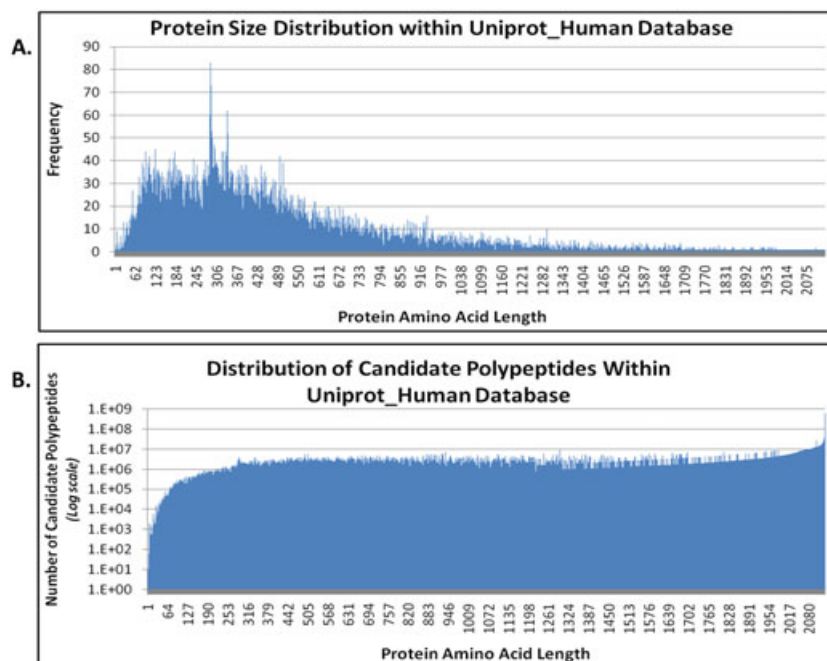 A.
Protein Size Distribution within Uniprot_Human Database
Frequency
90
80
70
60
50
40
30
20
10
0
1 62 123 184 245 306 367 428 489 550 611 672 733 794 855 916 977 1038 1099 1160 1221 1282 1343 1404 1465 1526 1587 1648 1709 1770 1831 1892 1953 2014 2075
Protein Amino Acid Length
B.
Distribution of Candidate Polypeptides Within
Uniprot_Human Database
Number of Candidate Polypeptides
(Log scale)
1.E+09
1.E+08
1.E+07
1.E+06
1.E+05
1.E+04
1.E+03
1.E+02
1.E+01
1.E+00
1 64 127 190 253 316 379 442 505 568 631 694 757 820 883 946 1009 1072 1135 1198 1261 1324 1387 1450 1513 1576 1639 1702 1765 1828 1891 1954 2017 2080
Protein Amino Acid Length